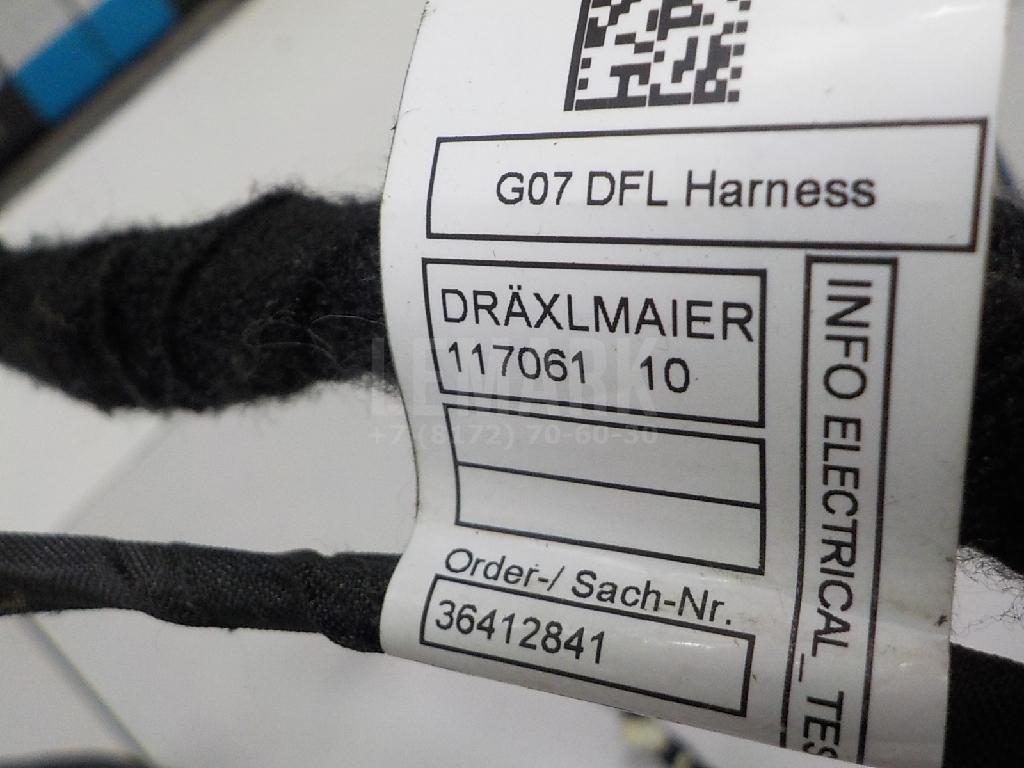 G07 DFL Harness
DRÄXLMAIER
117061 10
INFO ELECTRICAL_TES
Order-/ Sach-Nr.
36412841
LEMARK
+7 (8172) 70-60-30